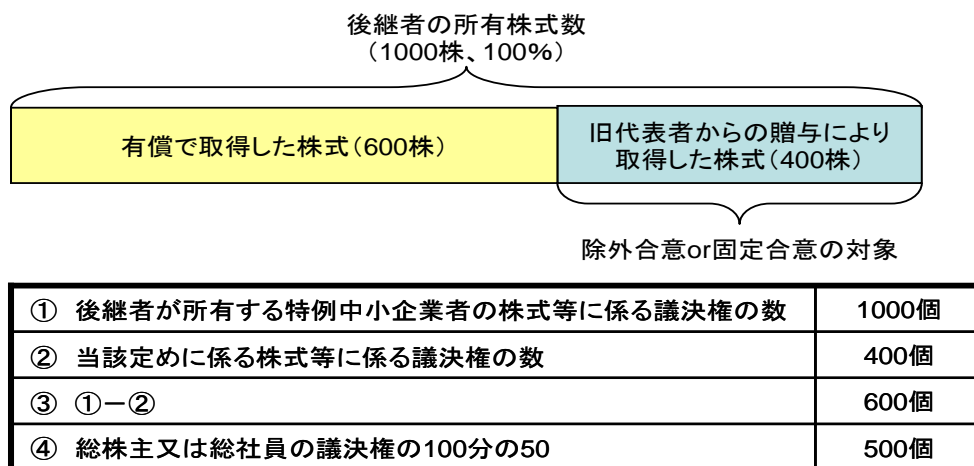 後継者の所有株式数
（1000株、100％）
有償で取得した株式（600株）
旧代表者からの贈与により
取得した株式（400株）
除外合意or固定合意の対象
① 後継者が所有する特例中小企業者の株式等に係る議決権の数 1000個
② 当該定めに係る株式等に係る議決権の数 400個
③ ①－② 600個
④ 総株主又は総社員の議決権の100分の50 500個